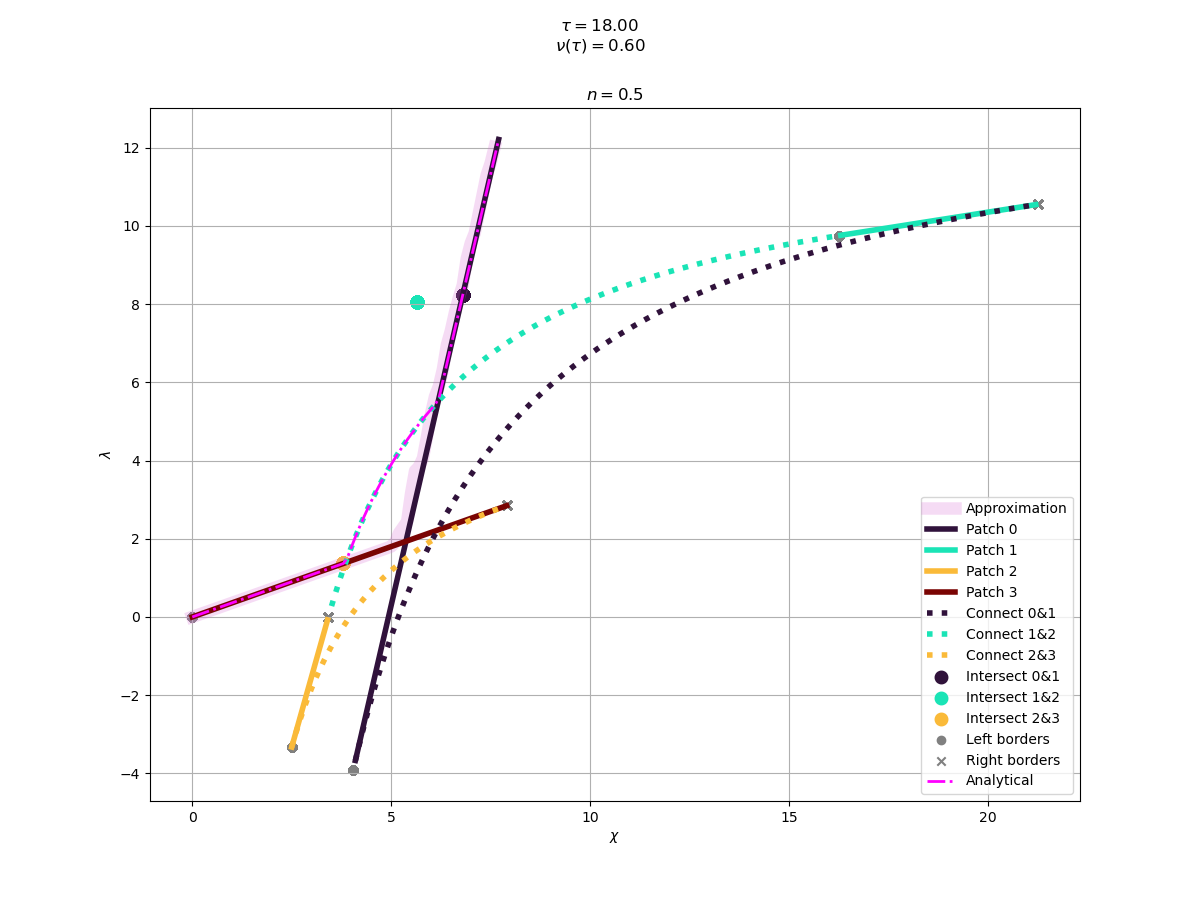 τ = 18.00
ν(τ) = 0.60
n = 0.5
12
10
8
6
4
2
0
−2
−4
λ
0
5
10
15
20
χ
Approximation
Patch 0
Patch 1
Patch 2
Patch 3
Connect 0&1
Connect 1&2
Connect 2&3
Intersect 0&1
Intersect 1&2
Intersect 2&3
Left borders
Right borders
Analytical